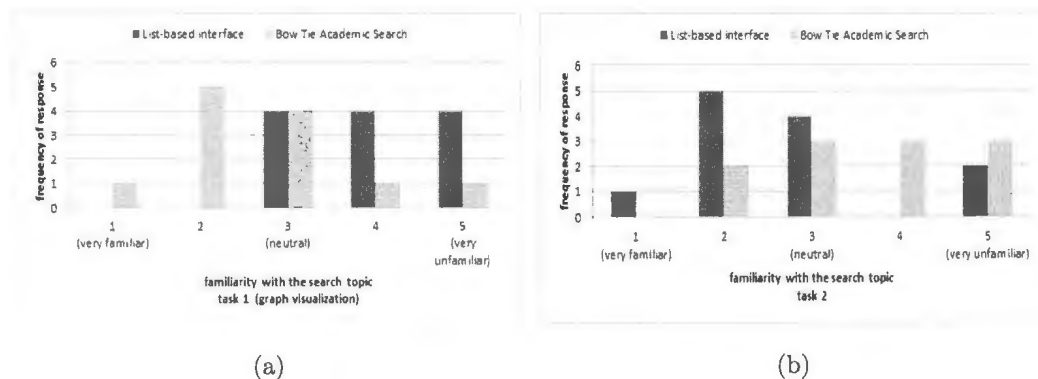 List-based interface Bow Tie Academic Search
6
5
4
3
2
1
0
frequency of response
1 2 3 4 5
(very familiar) (neutral) (very
unfamiliar)
familiarity with the search topic
task 1 (graph visualization)
(a)
List-based interface Bow Tie Academic Search
6
5
4
3
2
1
0
frequency of response
1 2 3 4 5
(very familiar) (neutral) (very unfamiliar)
familiarity with the search topic
task 2
(b)